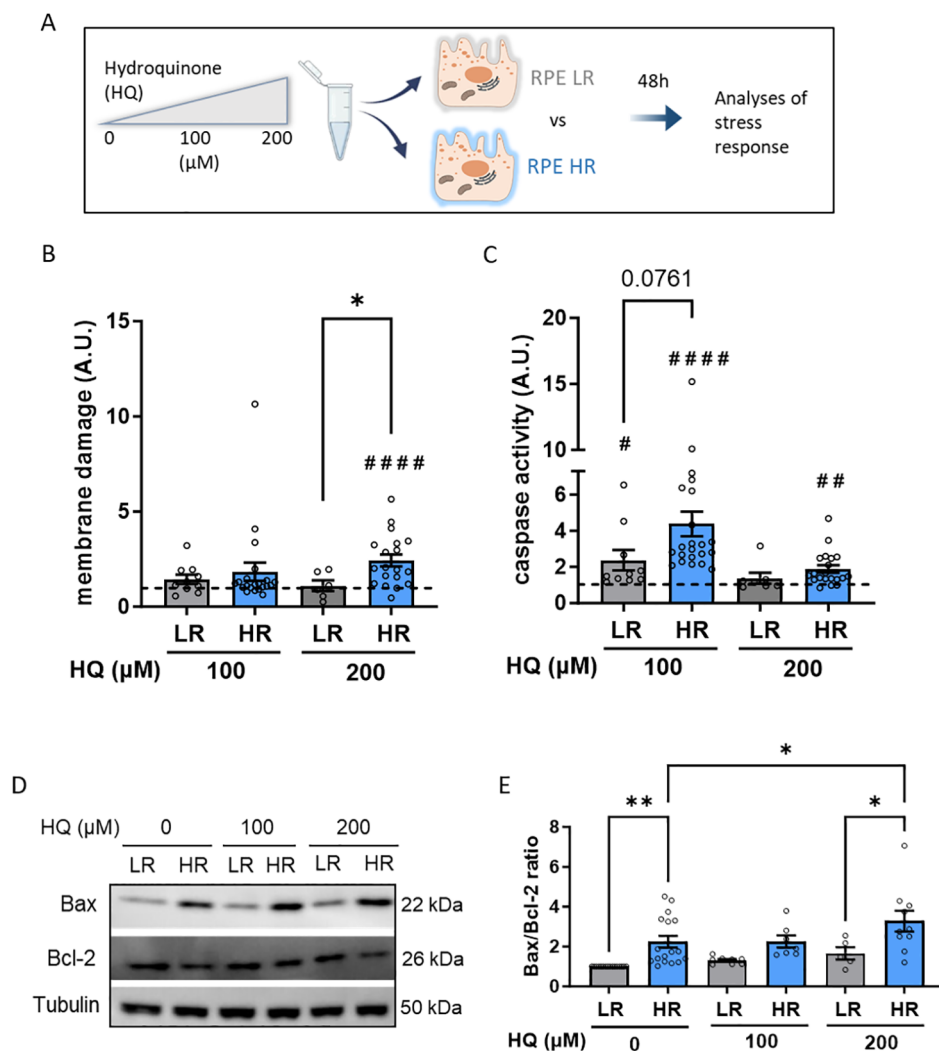 A
Hydroquinone
(HQ)
0 100 200
(µM)
RPE LR
vs
RPE HR
48h
Analyses of
stress
response
B
membrane damage (A.U.)
15
10
5
0
*
####
LR HR LR HR
HQ (µM) 100 200
C
caspase activity (A.U.)
20
15
10
6
4
2
0
0.0761
#
####
##
LR HR LR HR
HQ (µM) 100 200
D
HQ (µM) 0 100 200
LR HR LR HR LR HR
Bax 22 kDa
Bcl-2 26 kDa
Tubulin 50 kDa
E
Bax/Bcl-2 ratio
8
6
4
2
0
**
*
*
LR HR LR HR LR HR
HQ (µM) 0 100 200